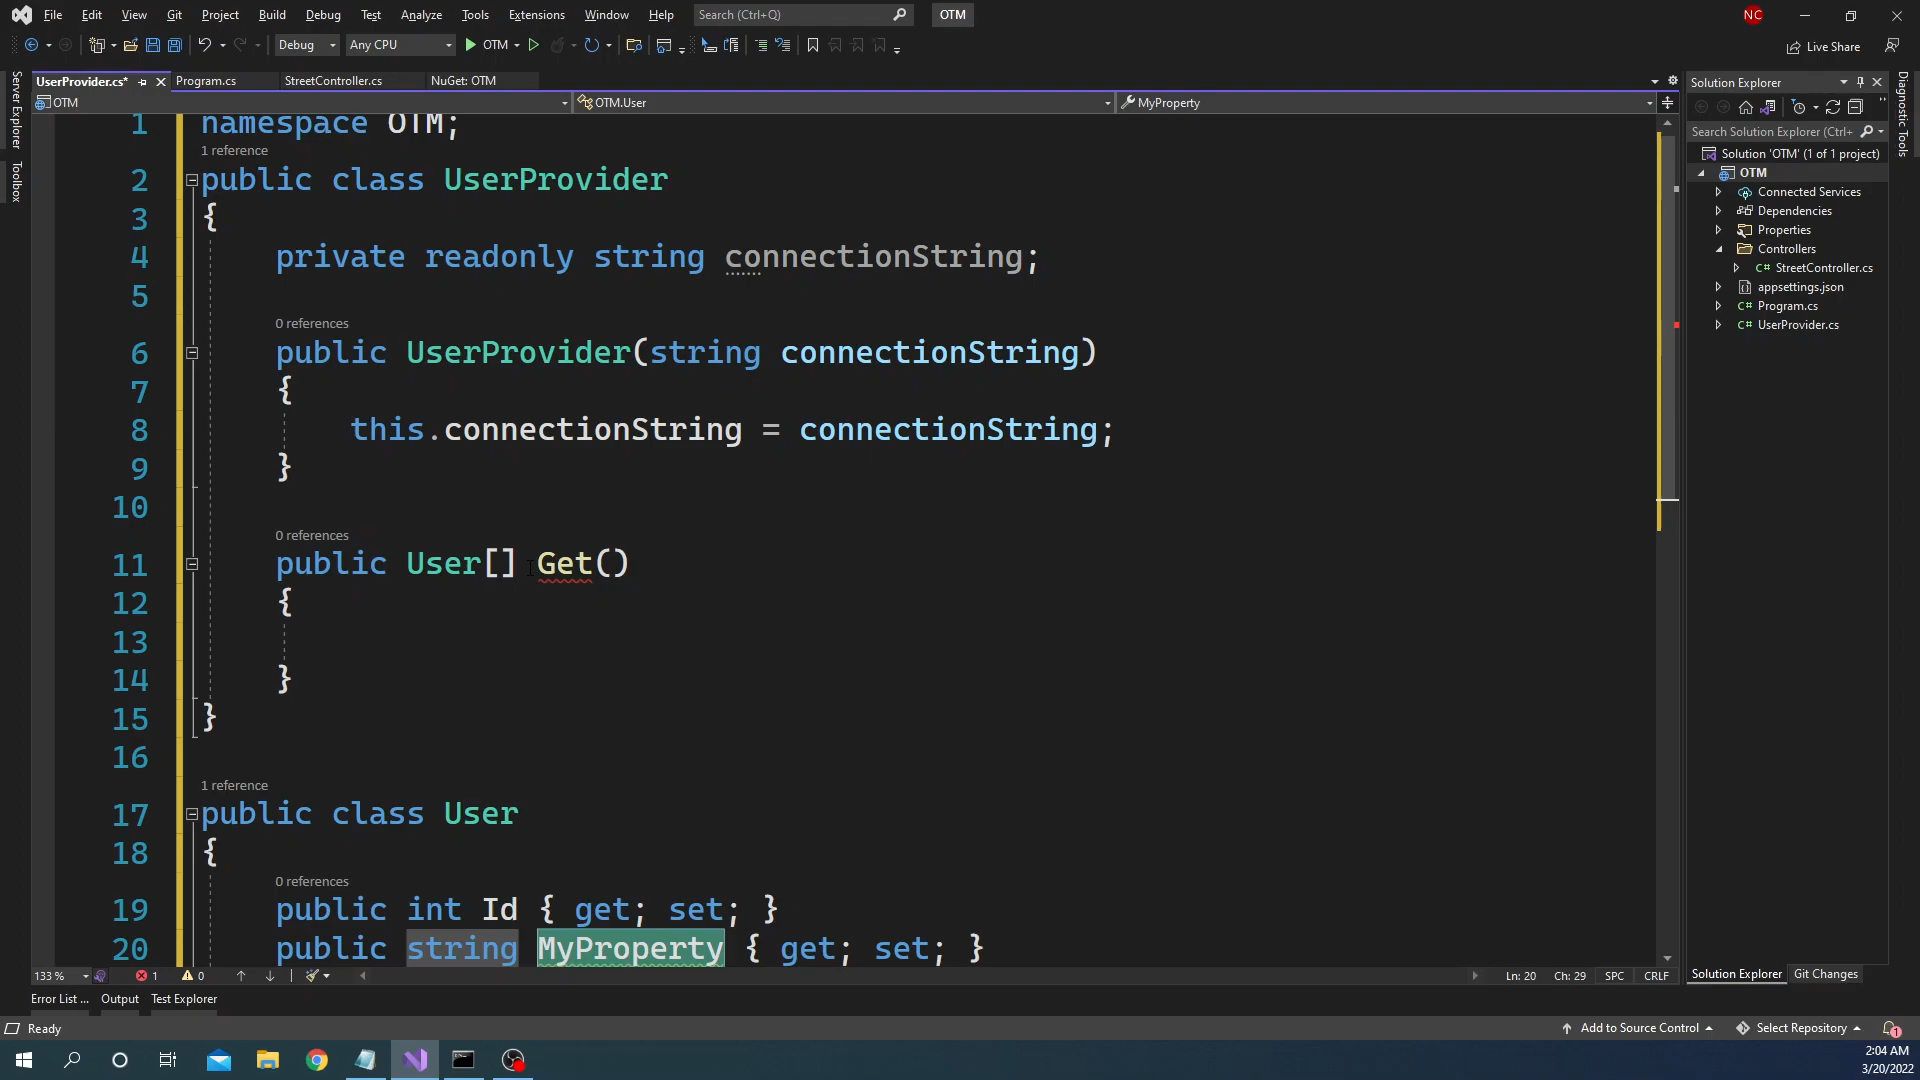 File Edit View Git Project Build Debug Test Analyze Tools Extensions Window Help Search (Ctrl+Q) OTM NC
Debug Any CPU OTM Live Share
UserProvider.cs* Program.cs StreetController.cs NuGet: OTM
OTM OTM.User MyProperty
Server Explorer
Toolbox
1 namespace OTM;
1 reference
2 public class UserProvider
3 {
4 private readonly string connectionString;
5
0 references
6 public UserProvider(string connectionString)
7 {
8 this.connectionString = connectionString;
9 }
10
0 references
11 public User[] Get()
12 {
13
14 }
15 }
16
1 reference
17 public class User
18 {
0 references
19 public int Id { get; set; }
20 public string MyProperty { get; set; }
133 % 1 0 Ln: 20 Ch: 29 SPC CRLF
Solution Explorer
Search Solution Explorer (Ctrl+
Solution 'OTM' (1 of 1 project)
OTM
Connected Services
Dependencies
Properties
Controllers
C# StreetController.cs
appsettings.json
C# Program.cs
C# UserProvider.cs
Solution Explorer Git Changes
Diagnostic Tools
Error List ... Output Test Explorer
Ready Add to Source Control Select Repository 1
2:04 AM
3/20/2022